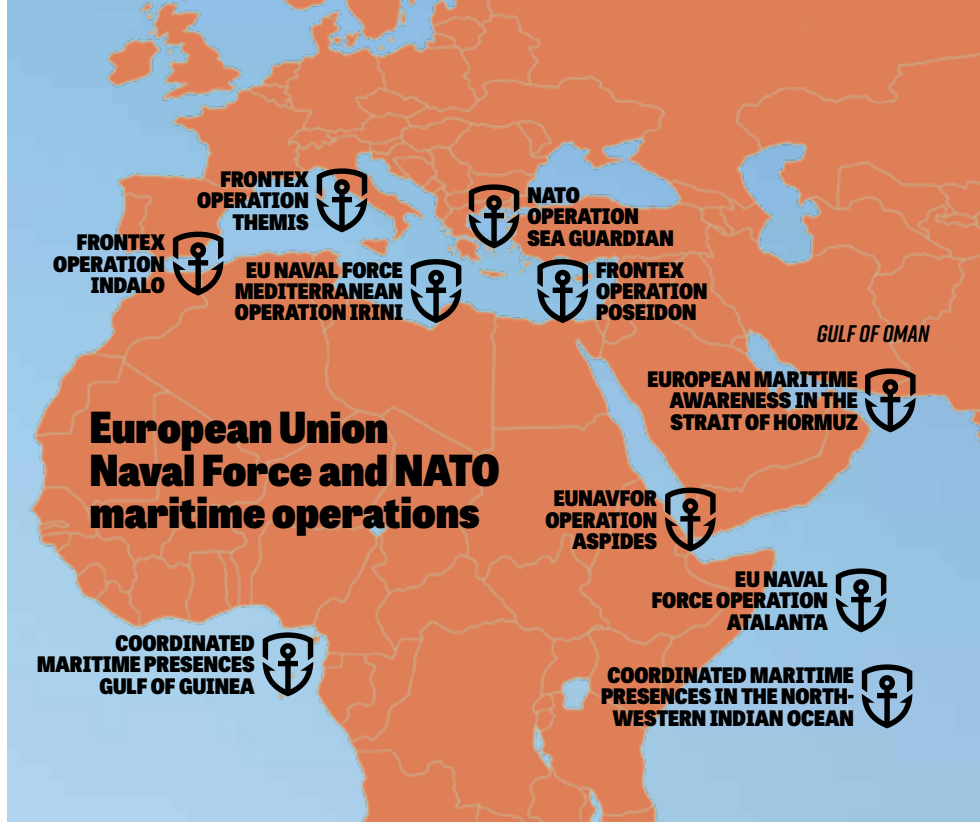 FRONTEX
OPERATION
THEMIS
NATO
OPERATION
SEA GUARDIAN
FRONTEX
OPERATION
INDALO
EU NAVAL FORCE
MEDITERRANEAN
OPERATION IRINI
FRONTEX
OPERATION
POSEIDON
GULF OF OMAN
EUROPEAN MARITIME
AWARENESS IN THE
STRAIT OF HORMUZ
European Union
Naval Force and NATO
maritime operations
EUNAVFOR
OPERATION
ASPIDES
EU NAVAL
FORCE OPERATION
ATALANTA
COORDINATED
MARITIME PRESENCES
GULF OF GUINEA
COORDINATED MARITIME
PRESENCES IN THE NORTH-
WESTERN INDIAN OCEAN